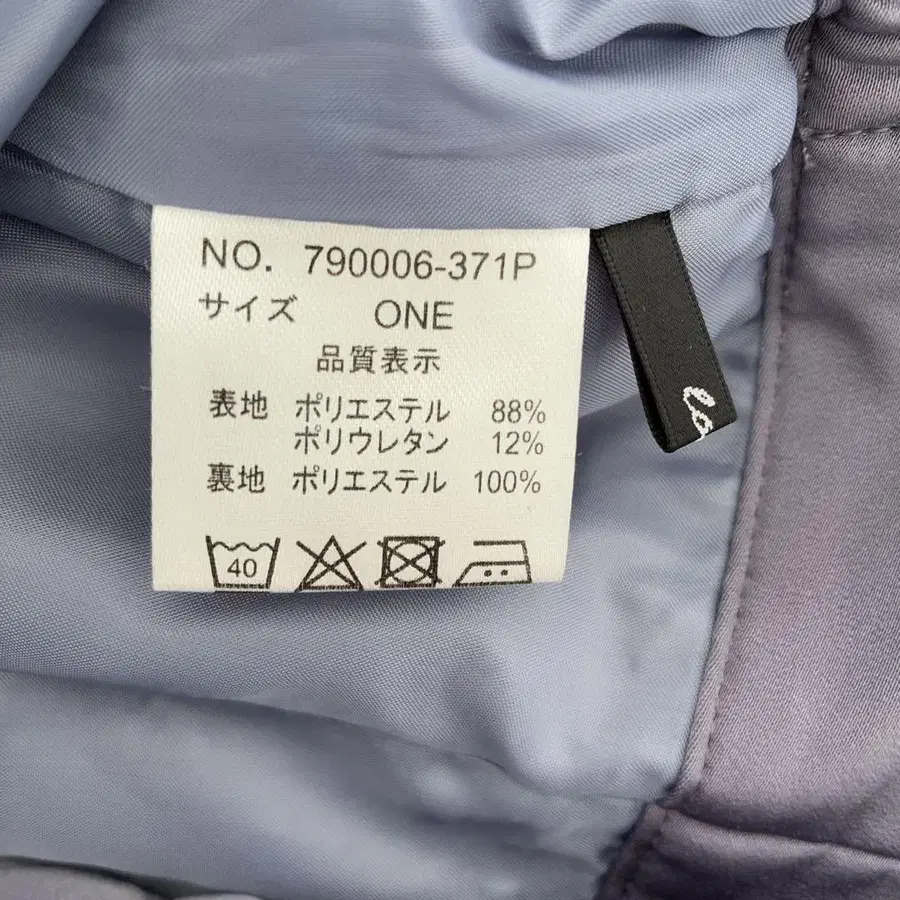 NO. 790006-371P
サイズ ONE
品質表示
表地 ポリエステル 88%
ポリウレタン 12%
裏地 ポリエステル 100%
40